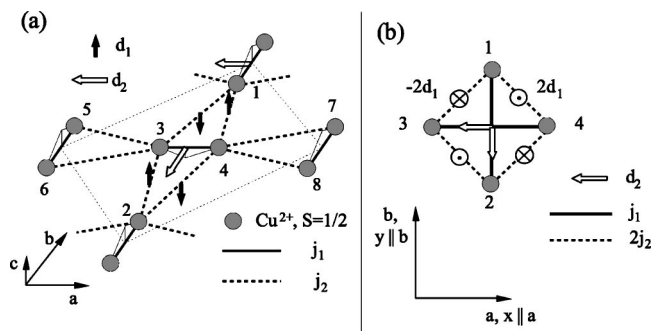 (a)
d₁
d₂
1
5
3
4
7
6
8
2
Cu²⁺, S=1/2
j₁
j₂
b
c
a
(b)
1
-2d₁
2d₁
3
4
2
d₂
j₁
2j₂
b,
y || b
a, x || a